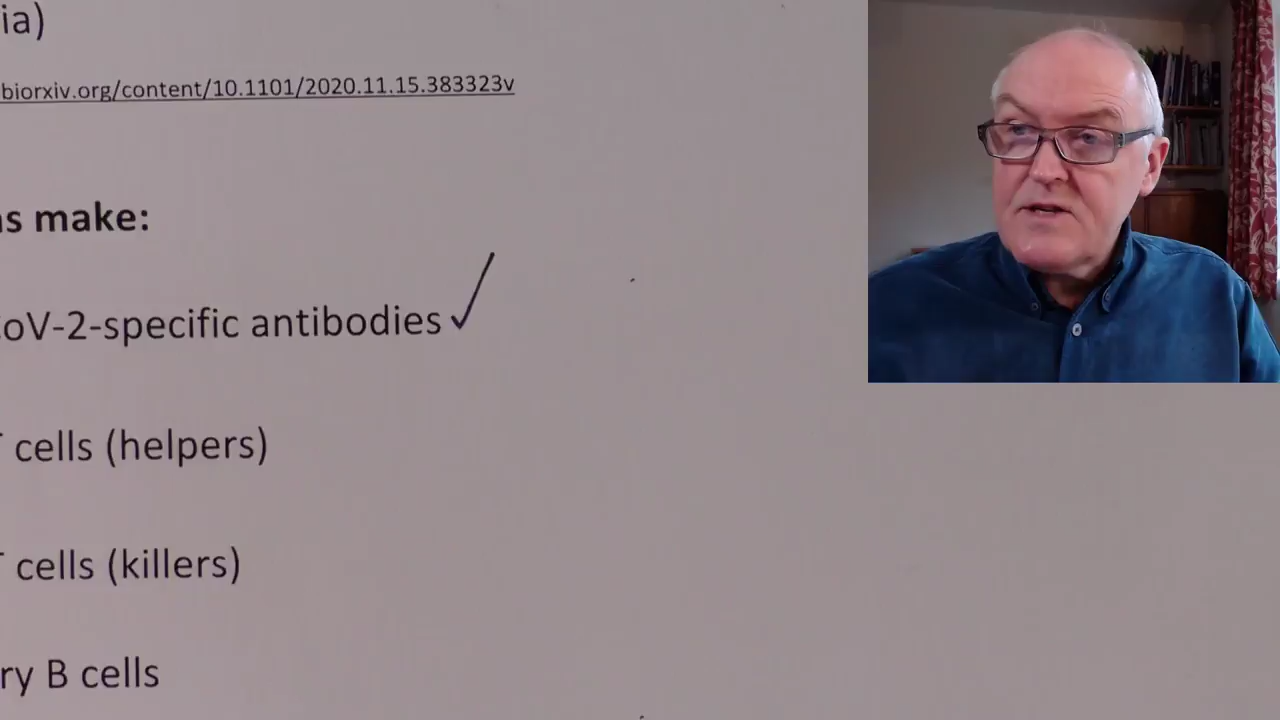 ia)
biorxiv.org/content/10.1101/2020.11.15.383323v
s make:
oV-2-specific antibodies
cells (helpers)
cells (killers)
ry B cells